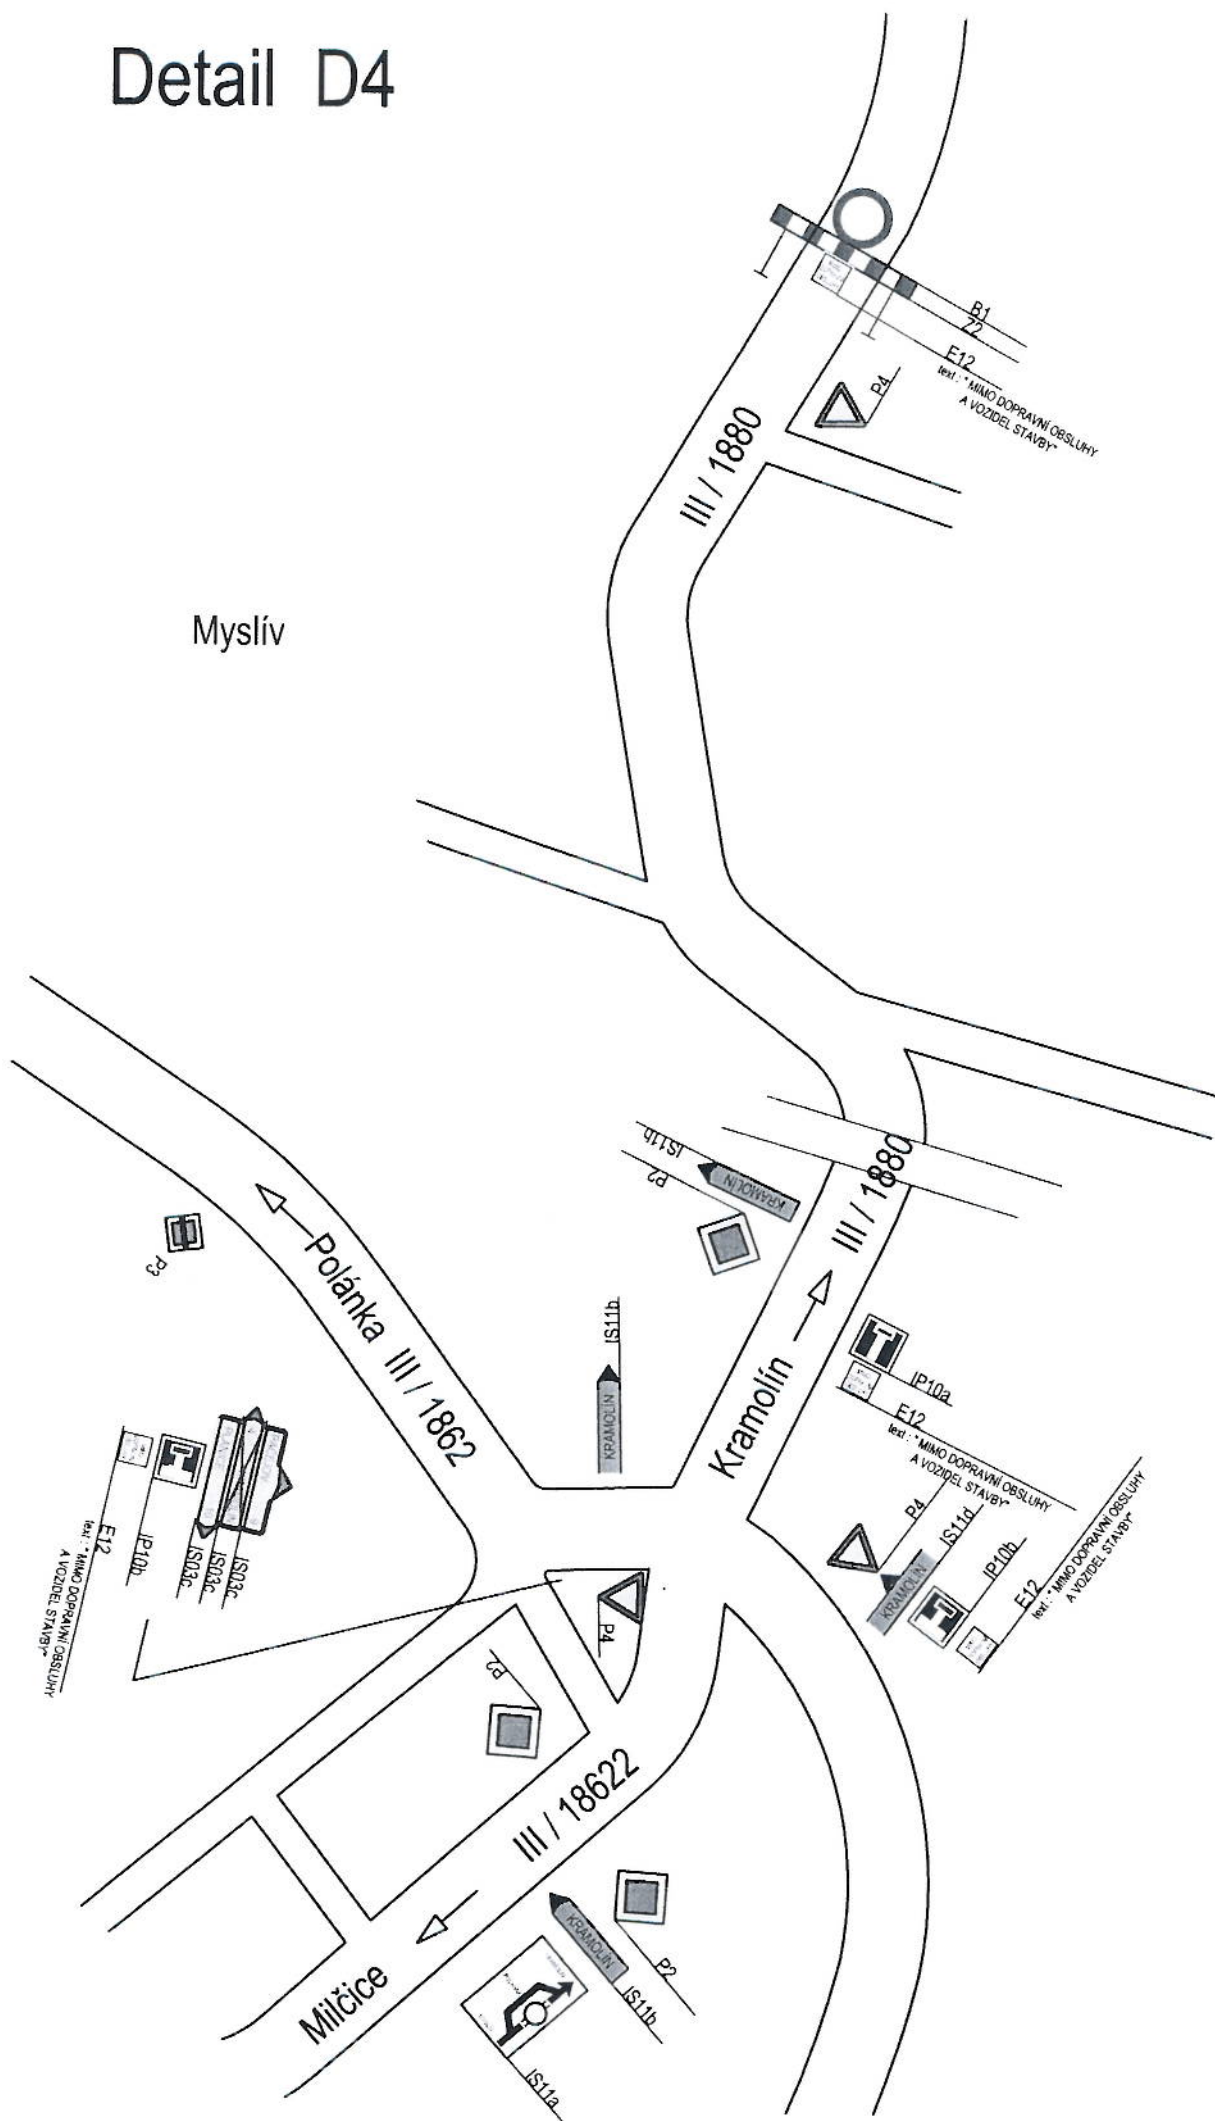 Detail D4
B1
Z2
E12
text : " MIMO DOPRAVNÍ OBSLUHY
A VOZIDEL STAVBY"
P4
III / 1880
Myslív
IS11b
P2
KRAMOLÍN
III / 1880
P3
Polánka III / 1862
IS11b
KRAMOLÍN
Kramolín
IP10a
E12
text : " MIMO DOPRAVNÍ OBSLUHY
A VOZIDEL STAVBY"
P4
IS11d
KRAMOLÍN
IP10b
E12
text : " MIMO DOPRAVNÍ OBSLUHY
A VOZIDEL STAVBY"
IS03c
IS03c
IS03c
IP10b
E12
text : " MIMO DOPRAVNÍ OBSLUHY
A VOZIDEL STAVBY"
P4
P2
III / 18622
Milčice
KRAMOLÍN
P2
IS11b
IS11a